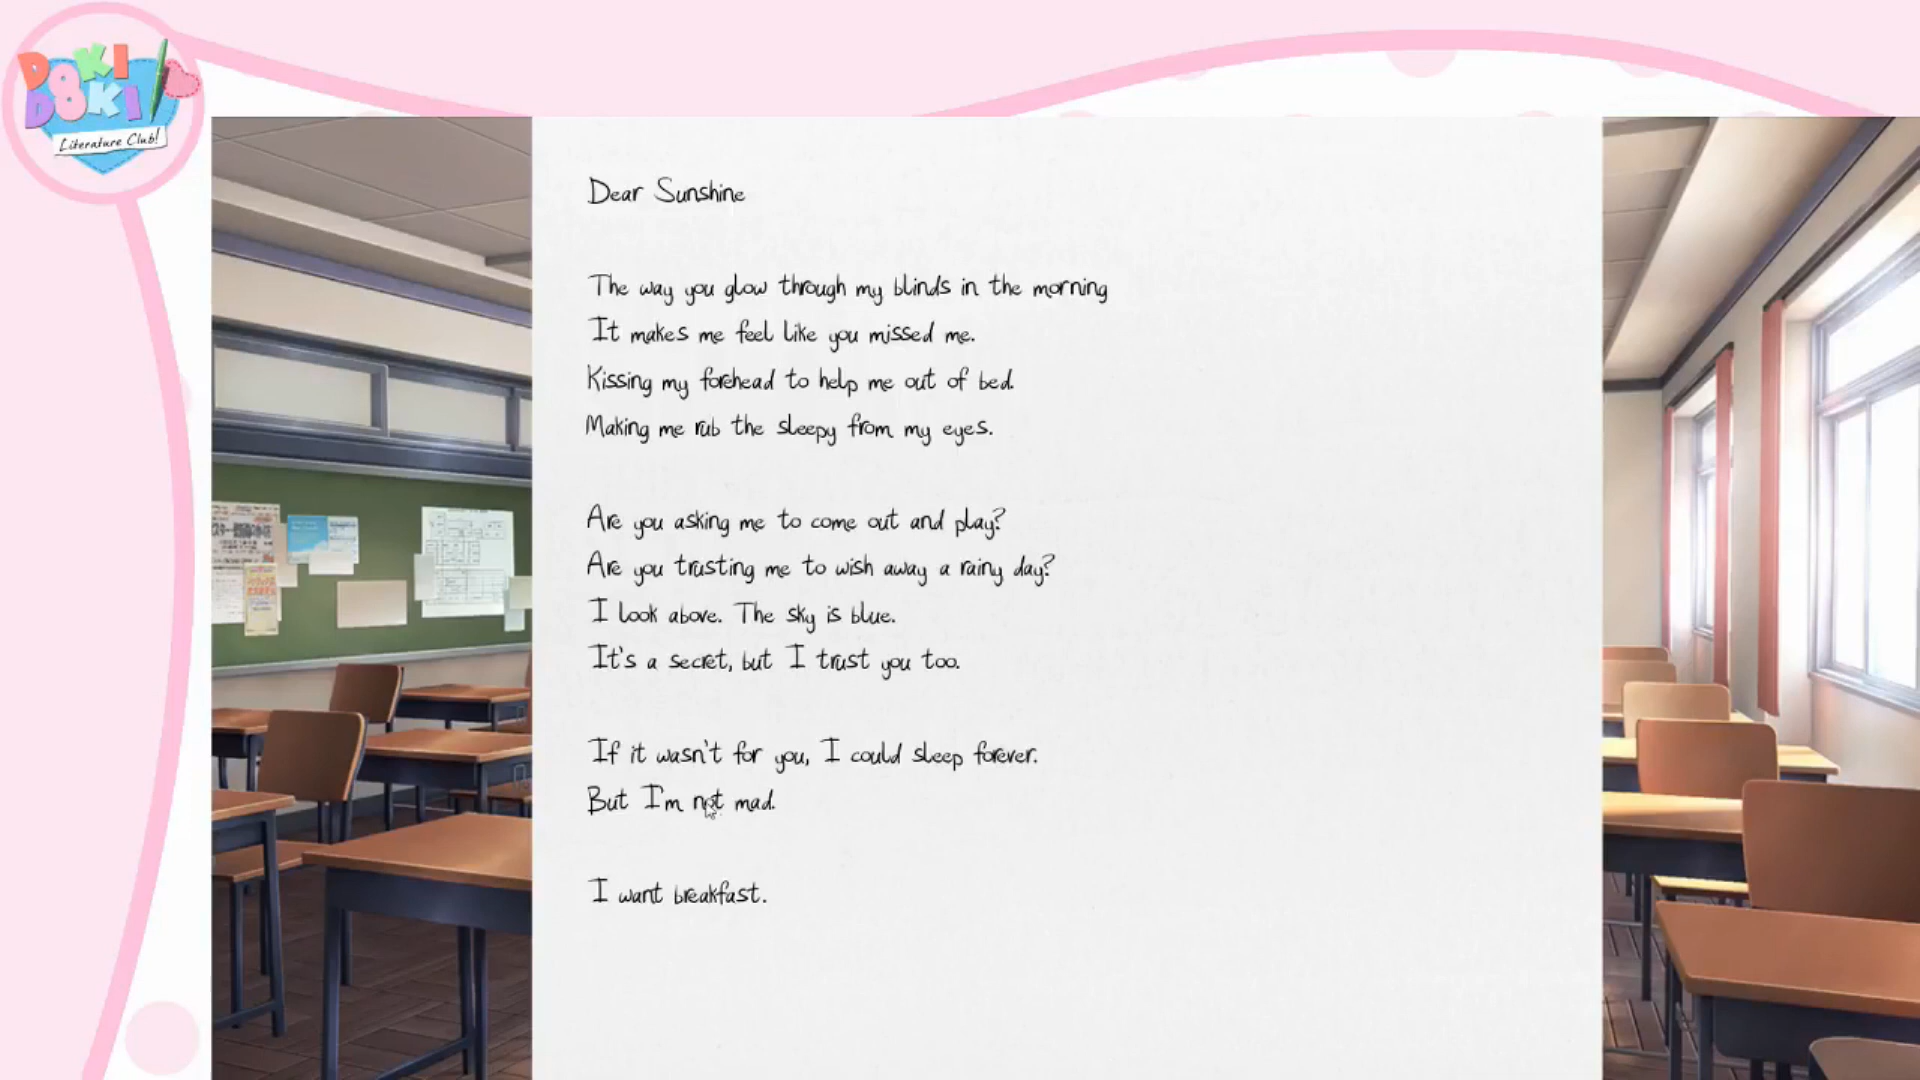 DOKI
DOKI
Literature Club!
Dear Sunshine
The way you glow through my blinds in the morning
It makes me feel like you missed me.
Kissing my forehead to help me out of bed.
Making me rub the sleepy from my eyes.
Are you asking me to come out and play?
Are you trusting me to wish away a rainy day?
I look above. The sky is blue.
It's a secret, but I trust you too.
If it wasn't for you, I could sleep forever.
But I'm not mad.
I want breakfast.